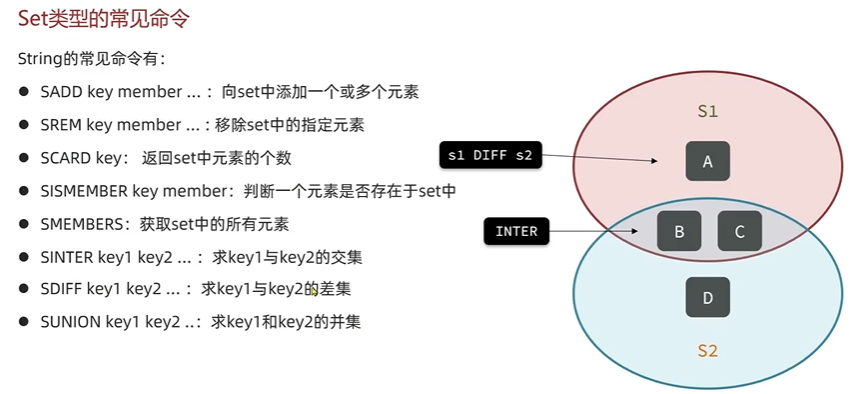 Set类型的常见命令
String的常见命令有：
● SADD key member ... ：向set中添加一个或多个元素
● SREM key member ... : 移除set中的指定元素
● SCARD key： 返回set中元素的个数
● SISMEMBER key member：判断一个元素是否存在于set中
● SMEMBERS：获取set中的所有元素
● SINTER key1 key2 ... ：求key1与key2的交集
● SDIFF key1 key2 ... ：求key1与key2的差集
● SUNION key1 key2 ..：求key1和key2的并集
S1
s1 DIFF s2
A
INTER
B C
D
S2